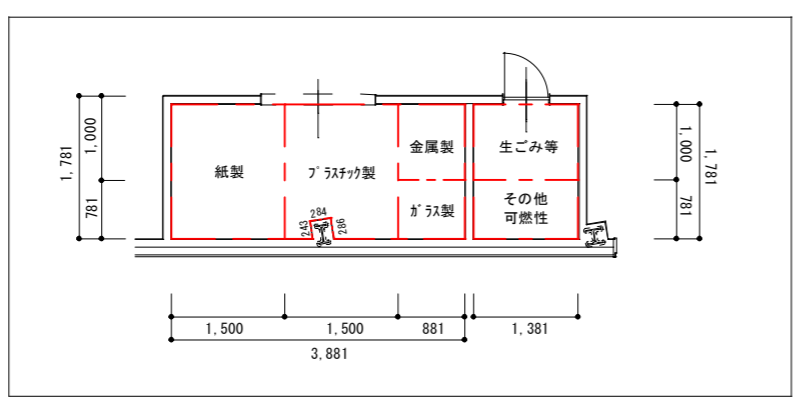 紙製
プラスチック製
金属製
ガラス製
生ごみ等
その他
可燃性
1,781
1,000
781
243
284
286
1,000
781
1,781
1,500
1,500
881
1,381
3,881